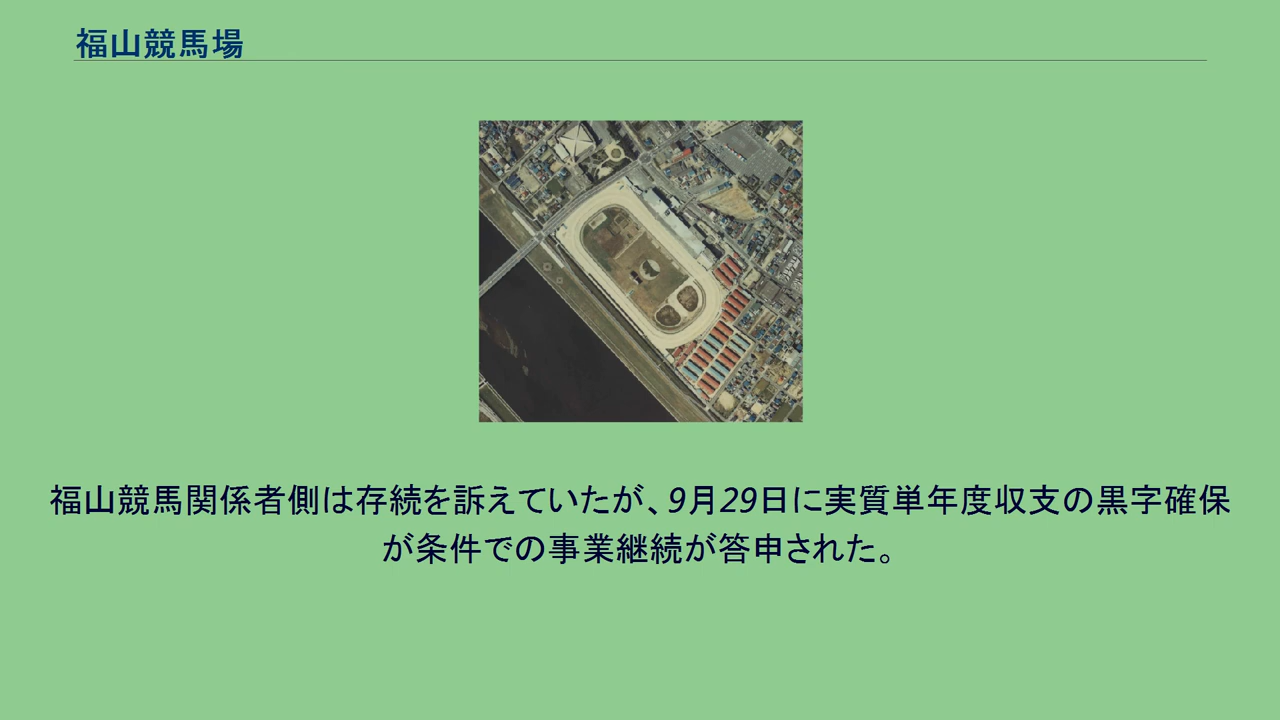 福山競馬場
福山競馬関係者側は存続を訴えていたが、9月29日に実質単年度収支の黒字確保
が条件での事業継続が答申された。